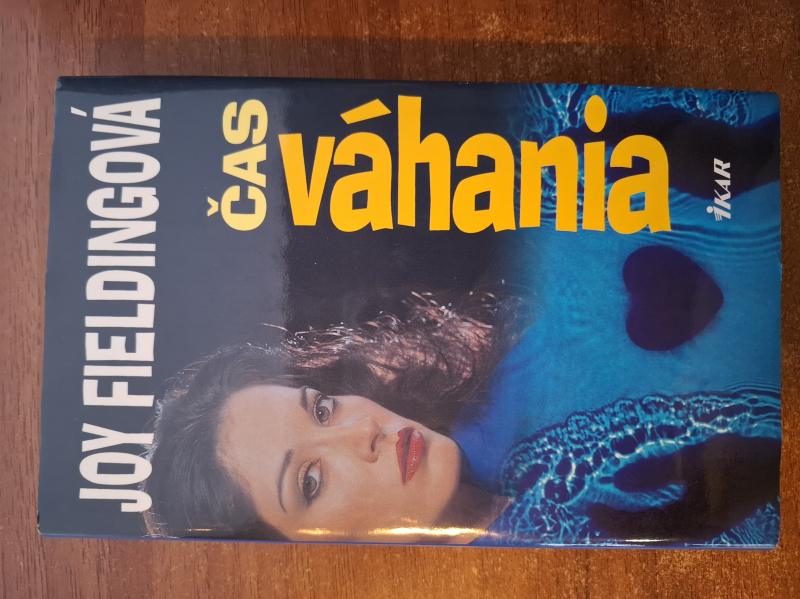 JOY FIELDINGOVÁ
ČAS
váhania
IKAR